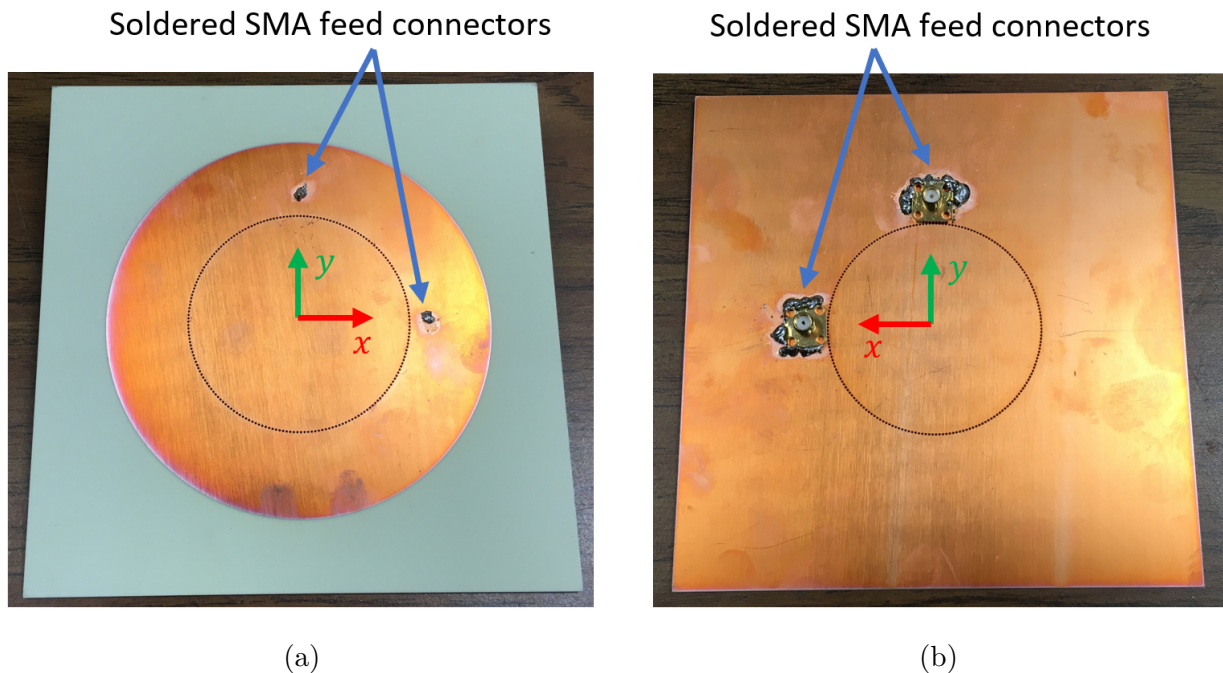 Soldered SMA feed connectors
Soldered SMA feed connectors
y
x
y
x
(a)
(b)